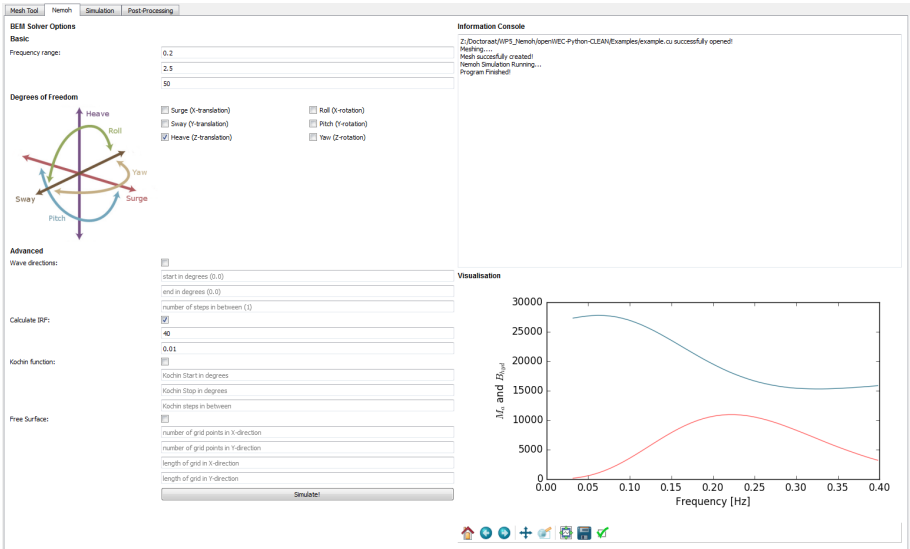 Mesh Tool Nemoh Simulation Post-Processing
BEM Solver Options
Basic
Frequency range:
0.2
2.5
50
Degrees of Freedom
Heave
Roll
Yaw
Sway
Surge
Pitch
Surge (X-translation) Roll (X-rotation)
Sway (Y-translation) Pitch (Y-rotation)
Heave (Z-translation) Yaw (Z-rotation)
Advanced
Wave directions:
start in degrees (0.0)
end in degrees (0.0)
number of steps in between (1)
Calculate IRF:
40
0.01
Kochin function:
Kochin Start in degrees
Kochin Stop in degrees
Kochin steps in between
Free Surface:
number of grid points in X-direction
number of grid points in Y-direction
length of grid in X-direction
length of grid in Y-direction
Simulate!
Information Console
Z:/Doctoraat/WP5_Nemoh/openWEC-Python-CLEAN/Examples/example.cu successfully opened!
Meshing....
Mesh succesfully created!
Nemoh Simulation Running...
Program Finished!
Visualisation
30000
25000
20000
15000
10000
5000
0
M_a and B_hyd
0.00 0.05 0.10 0.15 0.20 0.25 0.30 0.35 0.40
Frequency [Hz]